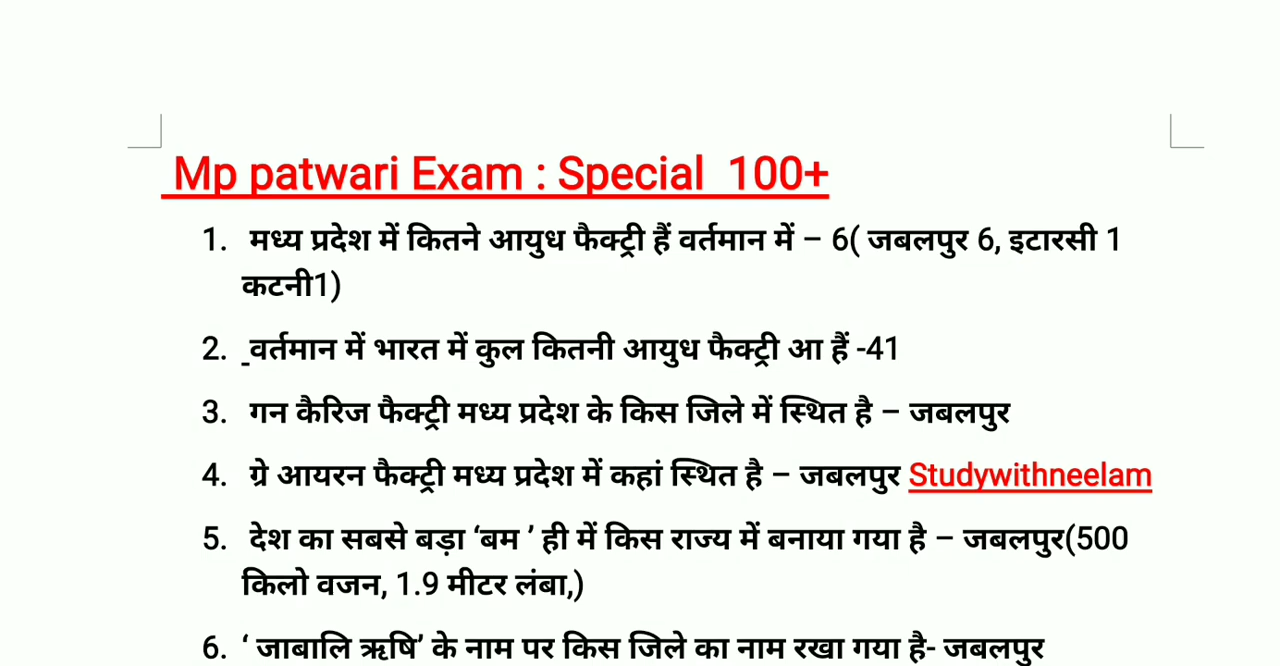 Mp patwari Exam : Special 100+
1. मध्य प्रदेश में कितने आयुध फैक्ट्री हैं वर्तमान में – 6( जबलपुर 6, इटारसी 1
कटनी1)
2. _वर्तमान में भारत में कुल कितनी आयुध फैक्ट्री आ हैं -41
3. गन कैरिज फैक्ट्री मध्य प्रदेश के किस जिले में स्थित है – जबलपुर
4. ग्रे आयरन फैक्ट्री मध्य प्रदेश में कहां स्थित है – जबलपुर Studywithneelam
5. देश का सबसे बड़ा ‘बम ’ ही में किस राज्य में बनाया गया है – जबलपुर(500
किलो वजन, 1.9 मीटर लंबा,)
6. ‘ जाबालि ऋषि’ के नाम पर किस जिले का नाम रखा गया है- जबलपुर